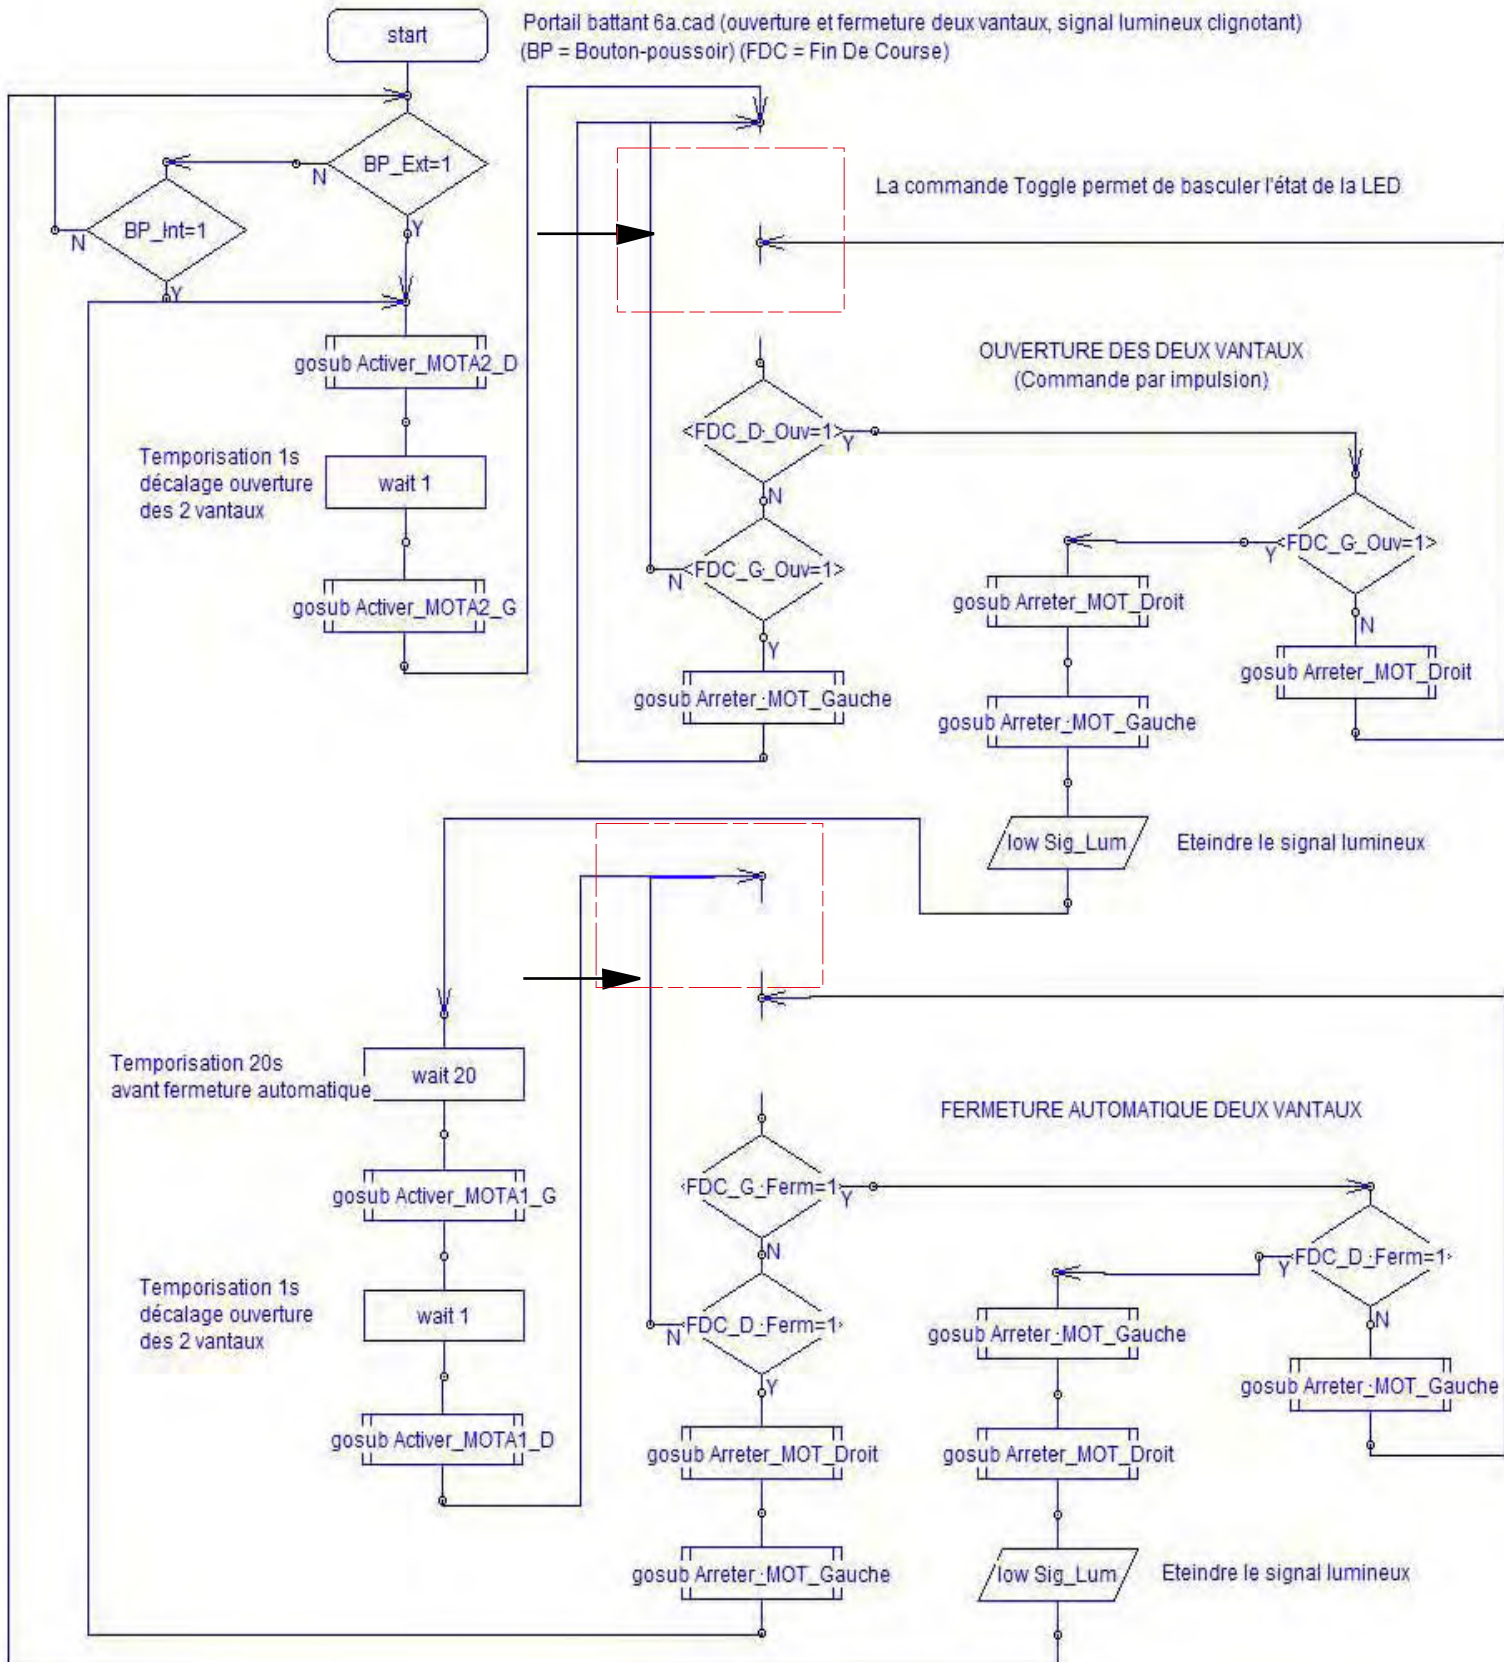 start
Portail battant 6a.cad (ouverture et fermeture deux vantaux, signal lumineux clignotant)
(BP = Bouton-poussoir) (FDC = Fin De Course)
BP_Ext=1
N
Y
BP_Int=1
N
Y
La commande Toggle permet de basculer l'état de la LED
gosub Activer_MOTA2_D
Temporisation 1s
décalage ouverture
des 2 vantaux
wait 1
gosub Activer_MOTA2_G
OUVERTURE DES DEUX VANTAUX
(Commande par impulsion)
FDC_D_Ouv=1
Y
N
FDC_G_Ouv=1
N
Y
gosub Arreter_MOT_Gauche
FDC_G_Ouv=1
Y
N
gosub Arreter_MOT_Droit
gosub Arreter_MOT_Droit
gosub Arreter_MOT_Gauche
low Sig_Lum
Eteindre le signal lumineux
Temporisation 20s
avant fermeture automatique
wait 20
gosub Activer_MOTA1_G
Temporisation 1s
décalage ouverture
des 2 vantaux
wait 1
gosub Activer_MOTA1_D
FERMETURE AUTOMATIQUE DEUX VANTAUX
FDC_G_Ferm=1
Y
N
FDC_D_Ferm=1
N
Y
gosub Arreter_MOT_Droit
gosub Arreter_MOT_Gauche
FDC_D_Ferm=1
Y
N
gosub Arreter_MOT_Gauche
gosub Arreter_MOT_Gauche
gosub Arreter_MOT_Droit
low Sig_Lum
Eteindre le signal lumineux